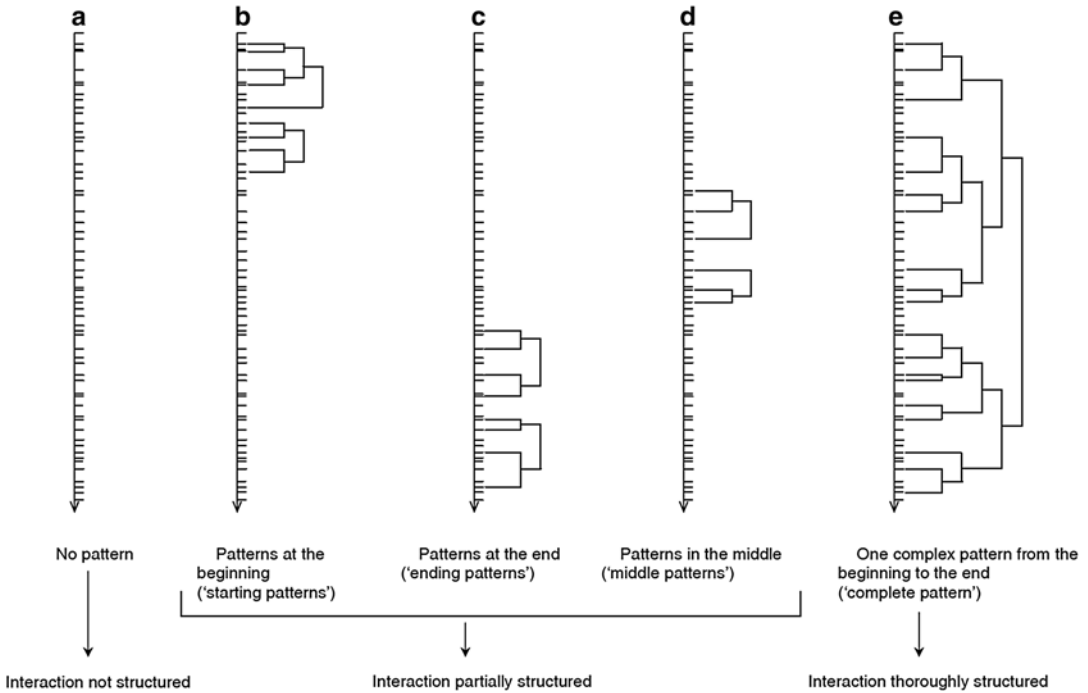 a
b
c
d
e
No pattern
Patterns at the
beginning
('starting patterns')
Patterns at the end
('ending patterns')
Patterns in the middle
('middle patterns')
One complex pattern from the
beginning to the end
('complete pattern')
Interaction not structured
Interaction partially structured
Interaction thoroughly structured